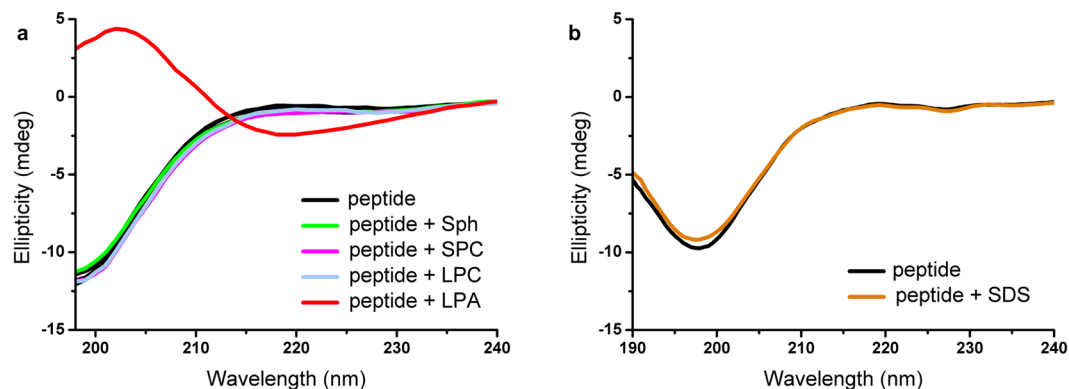 a
5
0
-5
-10
-15
Ellipticity (mdeg)
peptide
peptide + Sph
peptide + SPC
peptide + LPC
peptide + LPA
200 210 220 230 240
Wavelength (nm)
b
5
0
-5
-10
-15
Ellipticity (mdeg)
peptide
peptide + SDS
190 200 210 220 230 240
Wavelength (nm)